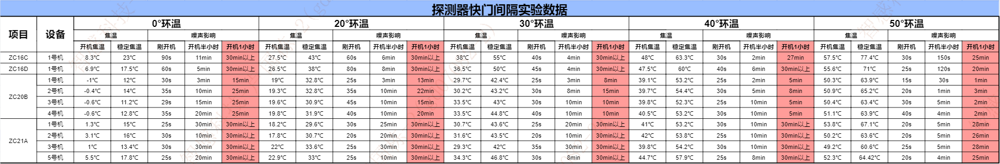 探测器快门间隔实验数据
项目 设备 0°环温 20°环温 30°环温 40°环温 50°环温
焦温 噪声影响 焦温 噪声影响 焦温 噪声影响 焦温 噪声影响 焦温 噪声影响
开机焦温 稳定焦温 刚开机 开机半小时 开机1小时 开机焦温 稳定焦温 刚开机 开机半小时 开机1小时 开机焦温 稳定焦温 刚开机 开机半小时 开机1小时 开机焦温 稳定焦温 刚开机 开机半小时 开机1小时 开机焦温 稳定焦温 刚开机 开机半小时 开机1小时
ZC16C 1号机 8.3℃ 23℃ 90s 11min 30min以上 27.5℃ 43℃ 60s 6min 30min以上 38℃ 55℃ 40s 4min 30min以上 48℃ 63.3℃ 30s 2min 27min 57.5℃ 77.4℃ 30s 150s 25min
ZC16D 1号机 6.9℃ 17.5℃ 60s 5min 30min以上 26.5℃ 38℃ 80s 8min 30min以上 36.5℃ 50℃ 45s 4min 30min以上 47.5℃ 60℃ 40s 6min 30min以上 55.6℃ 71℃ 25s 120s 20min
ZC20B 1号机 -1℃ 12℃ 30s 3min 15min 19℃ 32.8℃ 25s 3min 13min 29.7℃ 42.4℃ 25s 3min 8min 39.1℃ 53.2℃ 25s 2min 5min 50.3℃ 63.9℃ 15s 30s 1min
2号机 -0.4℃ 14℃ 35s 10min 25min 19.3℃ 32.8℃ 35s 10min 22min 30.2℃ 43.2℃ 30s 8min 15min 39.7℃ 54.4℃ 30s 5min 8min 50.9℃ 65.2℃ 20s 1min 3min
3号机 -0.6℃ 11.2℃ 29s 15min 25min 19.6℃ 30.9℃ 45s 10min 15min 33.5℃ 43℃ 30s 10min 10min 39.8℃ 52.3℃ 25s 10min 5min 50.4℃ 63.4℃ 30s 5min 2min
4号机 -0.6℃ 12.8℃ 35s 20min 25min 19.8℃ 31.9℃ 40s 10min 20min 33.5℃ 44.8℃ 40s 10min 10min 40.5℃ 53.2℃ 30s 10min 5min 51.1℃ 63.9℃ 40s 4min 2min
ZC21A 1号机 1.3℃ 15℃ 25s 30min 30min以上 18.2℃ 29.6℃ 30s 25min 30min以上 30.7℃ 43.6℃ 25s 20min 30min以上 41℃ 53.2℃ 30s 10min 30min以上 53.8℃ 67.1℃ 20s 5min 28min
2号机 3.1℃ 16℃ 30s 10min 30min以上 17.8℃ 30.7℃ 20s 20min 30min以上 31.6℃ 43.5℃ 20s 10min 30min以上 42℃ 53.8℃ 25s 10min 30min以上 50.2℃ 63.6℃ 20s 5min 26min
3号机 1℃ 13.4℃ 30s 30min 30min以上 22℃ 33.6℃ 25s 30min 30min以上 29.3℃ 42℃ 35s 30min 30min以上 39.8℃ 54.2℃ 30s 10min 30min以上 49.2℃ 60.6℃ 25s 5min 28min
5号机 5.5℃ 17.8℃ 25s 20min 30min以上 22.9℃ 33℃ 25s 10min 30min以上 34.3℃ 46.8℃ 30s 8min 30min以上 44.7℃ 57.9℃ 25s 8min 30min以上 52.3℃ 64.42℃ 20s 5min 25min